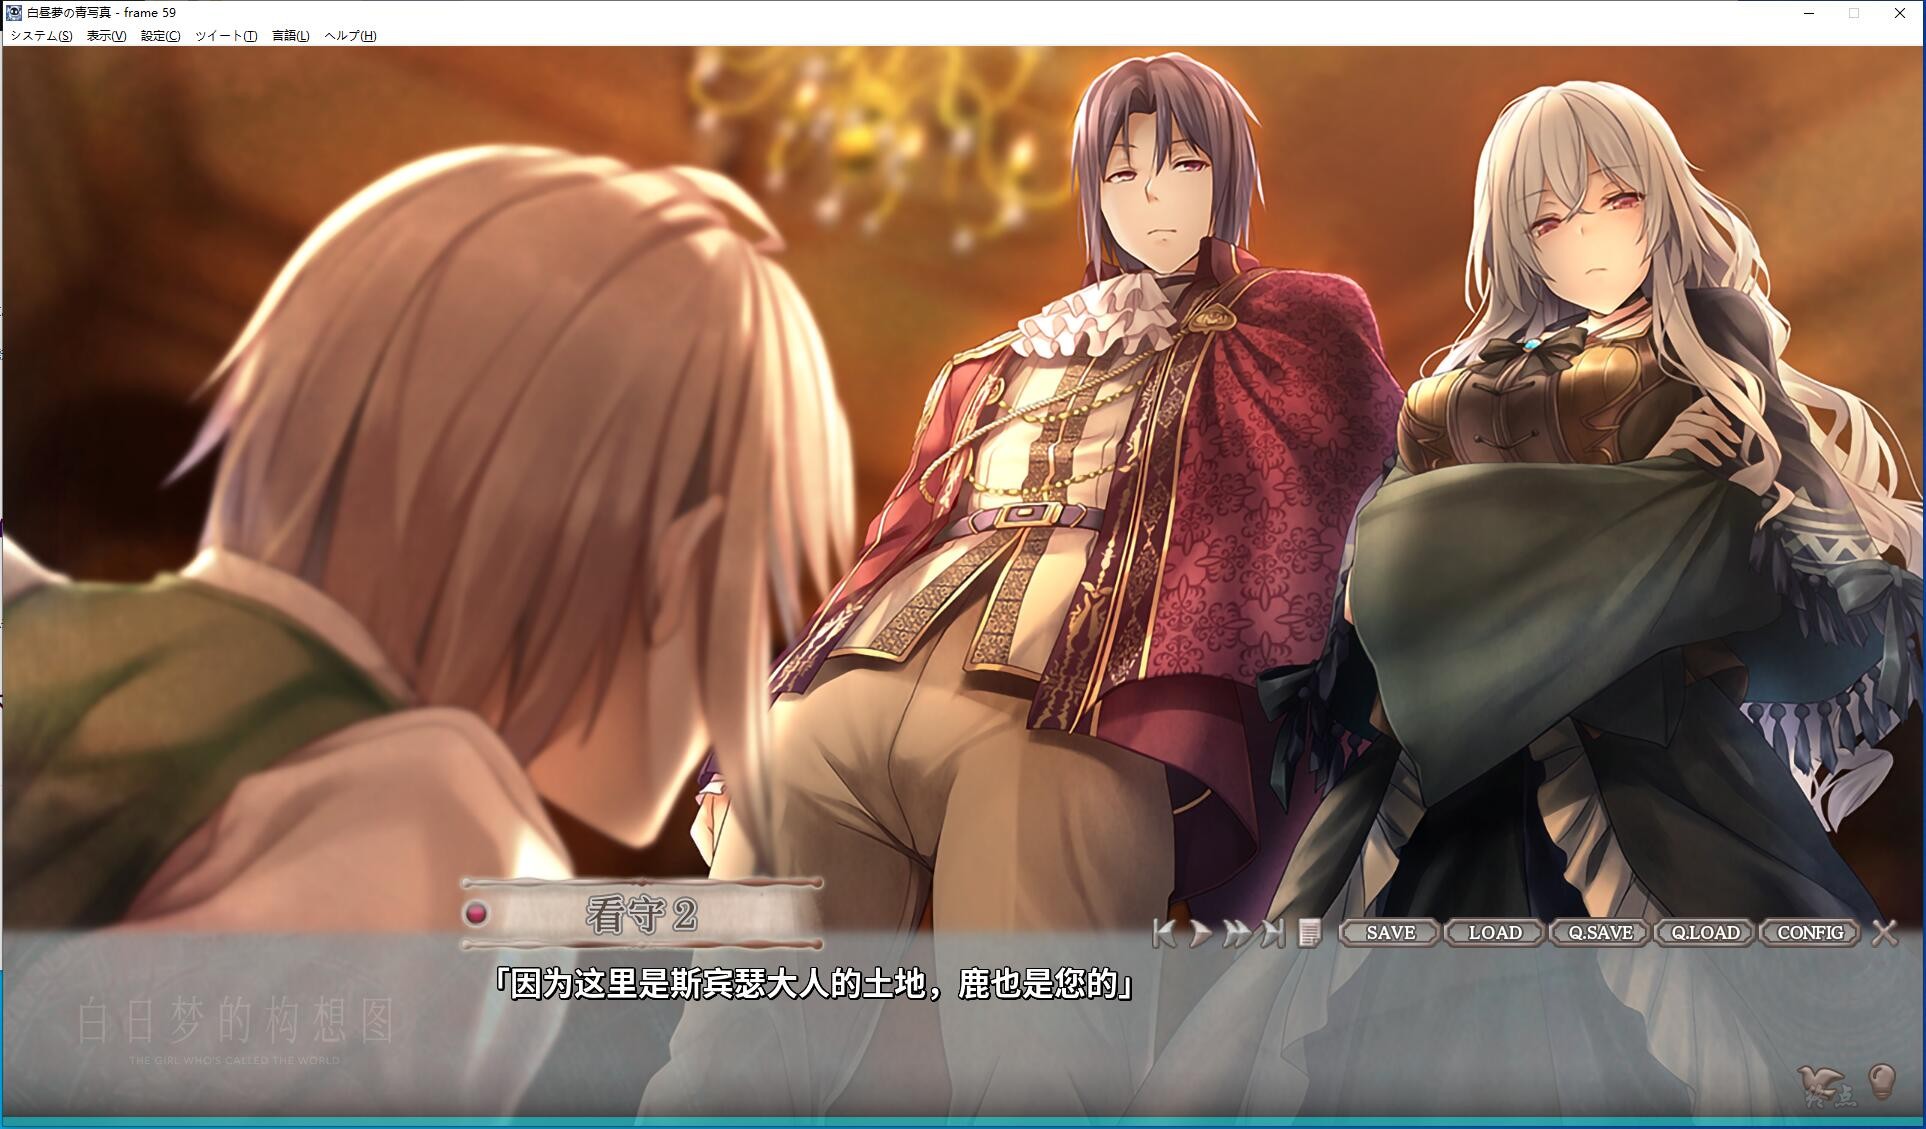 白昼夢の青写真 - frame 59
システム(S) 表示(V) 設定(C) ツイート(T) 言語(L) ヘルプ(H)
看守2
SAVE LOAD Q.SAVE Q.LOAD CONFIG
「因为这里是斯宾瑟大人的土地，鹿也是您的」
白日梦的构想图
THE GIRL WHO'S CALLED THE WORLD
终点